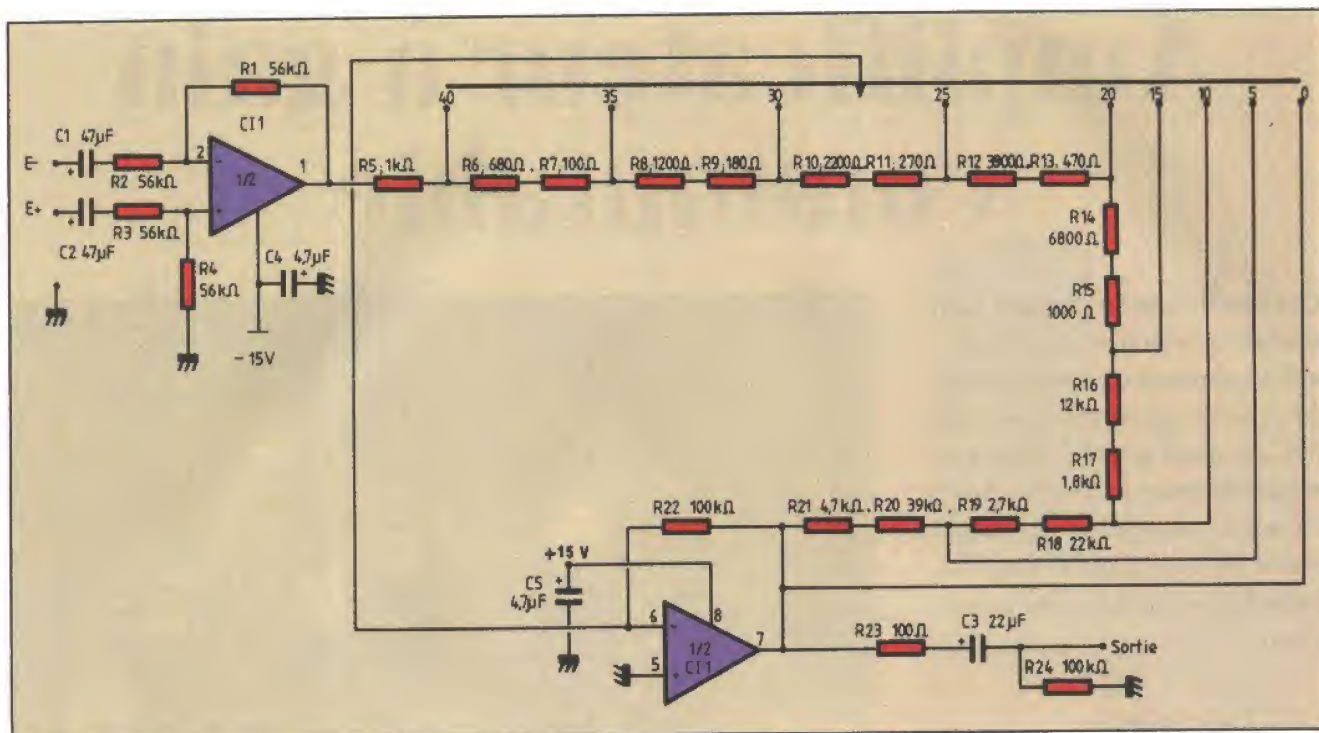 R1 56kΩ
CI1
C1 47µF
E-
+
R2 56kΩ
2
-
1/2
1
E+
+
R3 56kΩ
+
C2 47µF
R4
56kΩ
C4 4,7µF
+
- 15V
40
35
30
25
20
15
10
5
0
R5, 1kΩ
R6, 680Ω . R7, 100Ω
R8, 1200Ω . R9, 180Ω
R10, 2200Ω . R11, 270Ω
R12 3900Ω . R13, 470Ω
R14
6800 Ω
R15
1000 Ω
R16
12kΩ
R17
1,8kΩ
R22 100kΩ
R21 4,7kΩ . R20 39kΩ . R19 2,7kΩ
R18 22kΩ
+15 V
C5
4,7µF
+
6
-
8
1/2
CI1
7
5
+
R23 100Ω
C3 22µF
+
Sortie
R24 100kΩ